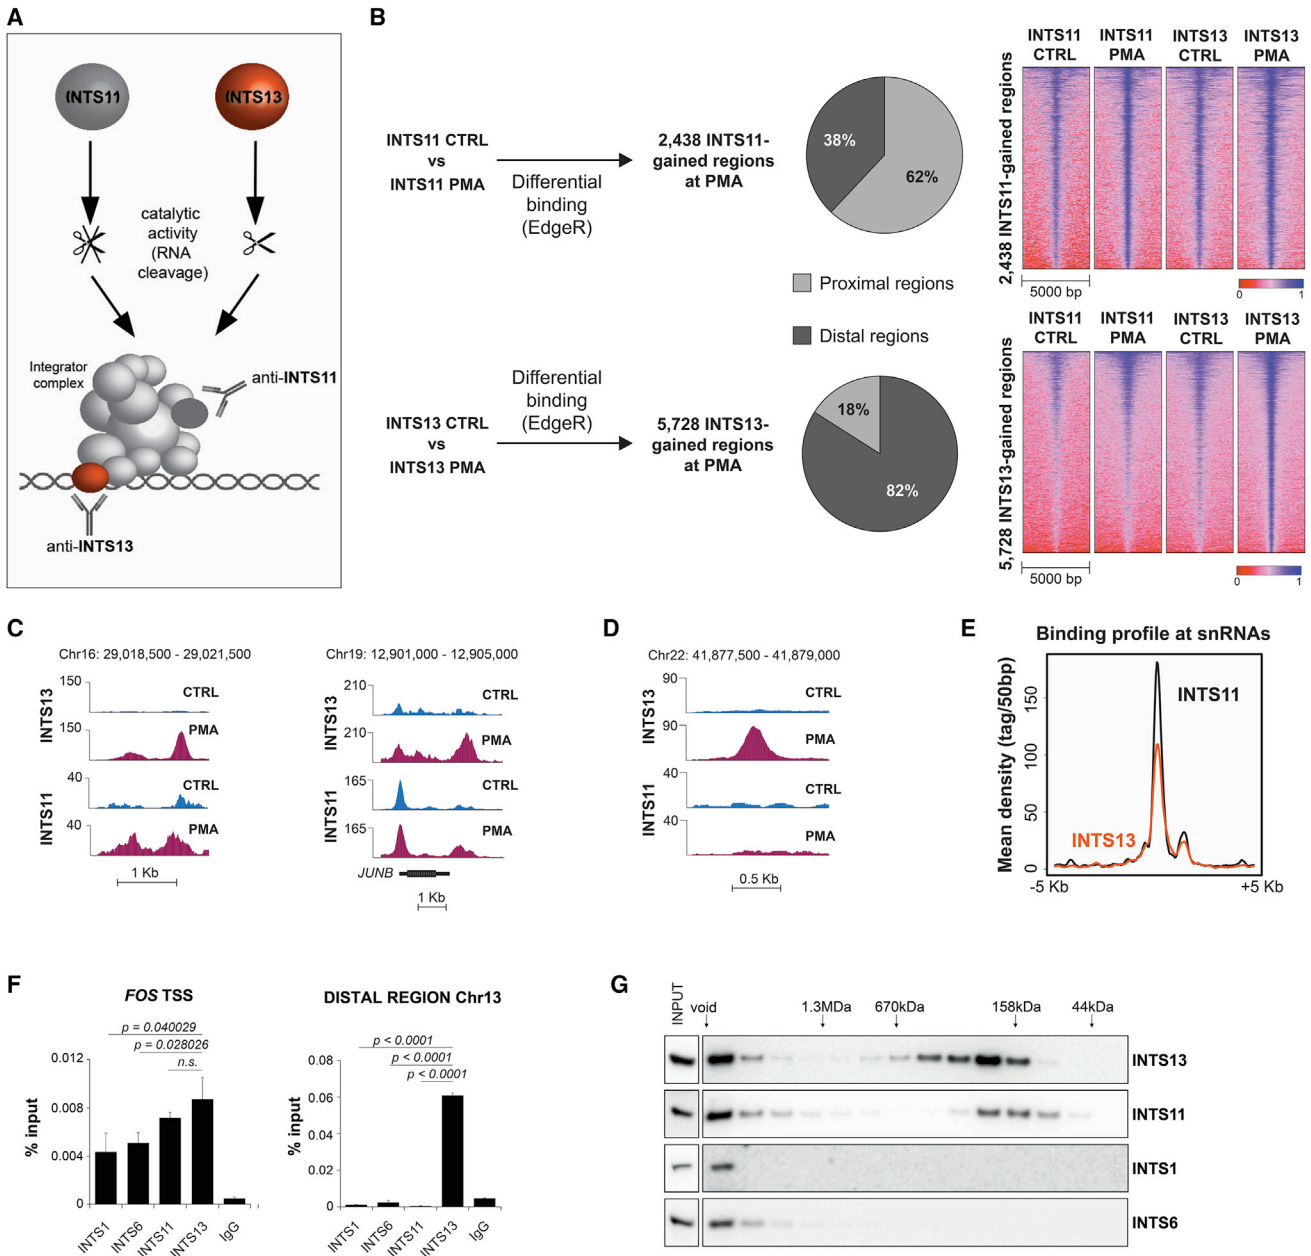 A
INTS11
INTS13
catalytic
activity
(RNA
cleavage)
Integrator
complex
anti-INTS11
anti-INTS13
B
INTS11 CTRL
vs
INTS11 PMA
Differential
binding
(EdgeR)
2,438 INTS11-
gained regions
at PMA
38%
62%
Proximal regions
Distal regions
INTS13 CTRL
vs
INTS13 PMA
Differential
binding
(EdgeR)
5,728 INTS13-
gained regions
at PMA
18%
82%
INTS11 CTRL
INTS11 PMA
INTS13 CTRL
INTS13 PMA
2,438 INTS11-gained regions
5000 bp
0 1
INTS11 CTRL
INTS11 PMA
INTS13 CTRL
INTS13 PMA
5,728 INTS13-gained regions
5000 bp
0 1
C
Chr16: 29,018,500 - 29,021,500
INTS13
150
CTRL
150
PMA
INTS11
40
CTRL
40
PMA
1 Kb
Chr19: 12,901,000 - 12,905,000
INTS13
210
CTRL
210
PMA
INTS11
165
CTRL
165
PMA
JUNB
1 Kb
D
Chr22: 41,877,500 - 41,879,000
INTS13
90
CTRL
90
PMA
INTS11
40
CTRL
40
PMA
0.5 Kb
E
Binding profile at snRNAs
Mean density (tag/50bp)
150
100
50
0
INTS11
INTS13
-5 Kb
+5 Kb
F
FOS TSS
p = 0.040029
p = 0.028026
n.s.
% input
0.012
0.008
0.004
0
INTS1
INTS6
INTS11
INTS13
IgG
DISTAL REGION Chr13
p < 0.0001
p < 0.0001
p < 0.0001
% input
0.08
0.06
0.04
0.02
0
INTS1
INTS6
INTS11
INTS13
IgG
G
INPUT
void
1.3MDa
670kDa
158kDa
44kDa
INTS13
INTS11
INTS1
INTS6